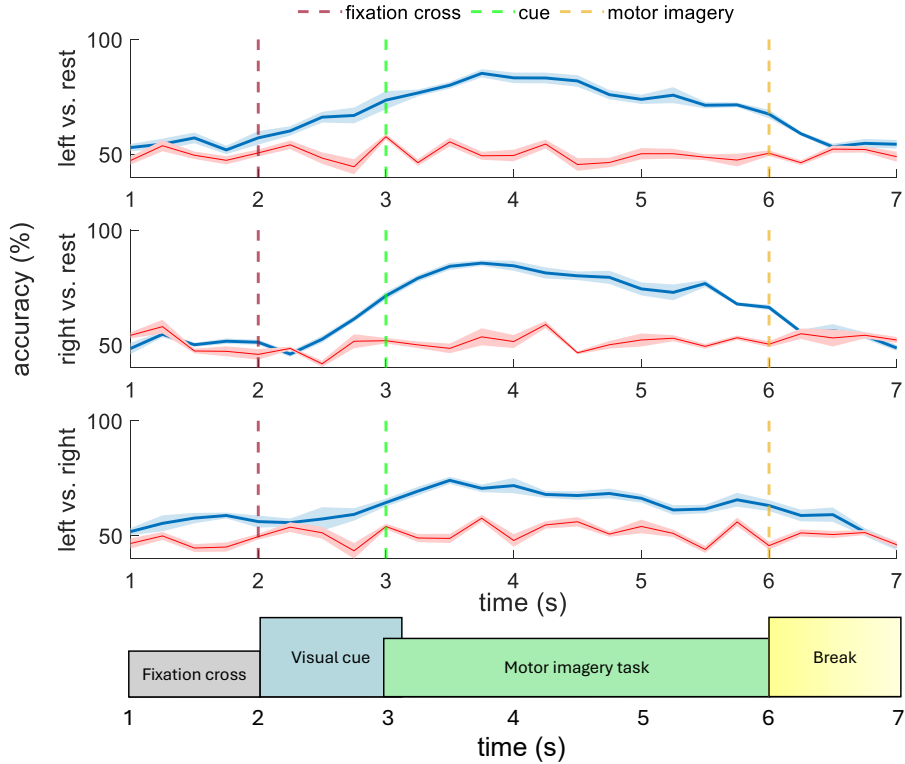 fixation cross cue motor imagery
100
50
left vs. rest
1 2 3 4 5 6 7
100
50
right vs. rest
accuracy (%)
1 2 3 4 5 6 7
100
50
left vs. right
1 2 3 4 5 6 7
time (s)
Fixation cross Visual cue Motor imagery task Break
1 2 3 4 5 6 7
time (s)